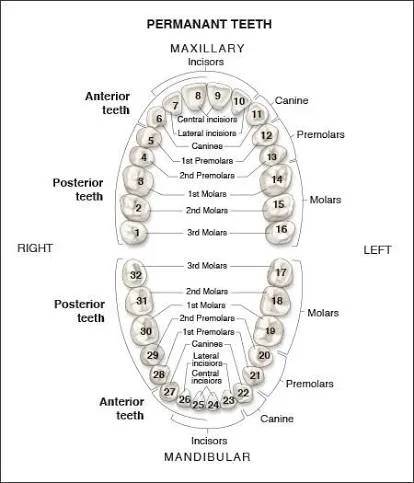 PERMANANT TEETH
MAXILLARY
Incisors
Anterior
teeth
7 8 9 10
6 11
Canine
Central incisors
Lateral incisors
Canines
5 12
Premolars
1st Premolars
4 13
2nd Premolars
Posterior
teeth
3 14
1st Molars
Molars
2 15
2nd Molars
1 16
3rd Molars
RIGHT
LEFT
32 17
3rd Molars
31 18
2nd Molars
Posterior
teeth
1st Molars
Molars
30 19
2nd Premolars
1st Premolars
29 20
Canines
Lateral
incisors
28 21
Central
incisors
Premolars
27 22
Anterior
teeth
26 25 24 23
Canine
Incisors
MANDIBULAR